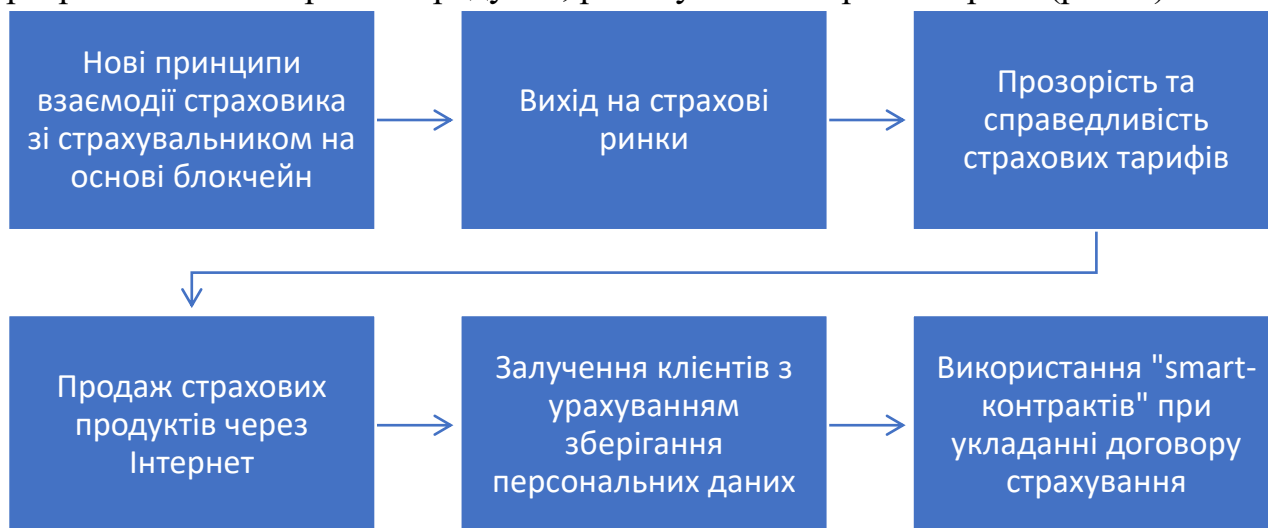 Нові принципи
взаємодії страховика
зі страхувальником на
основі блокчейн
Вихід на страхові
ринки
Прозорість та
справедливість
страхових тарифів
Продаж страхових
продуктів через
Інтернет
Залучення клієнтів з
урахуванням
зберігання
персональних даних
Використання "smart-
контрактів" при
укладанні договору
страхування